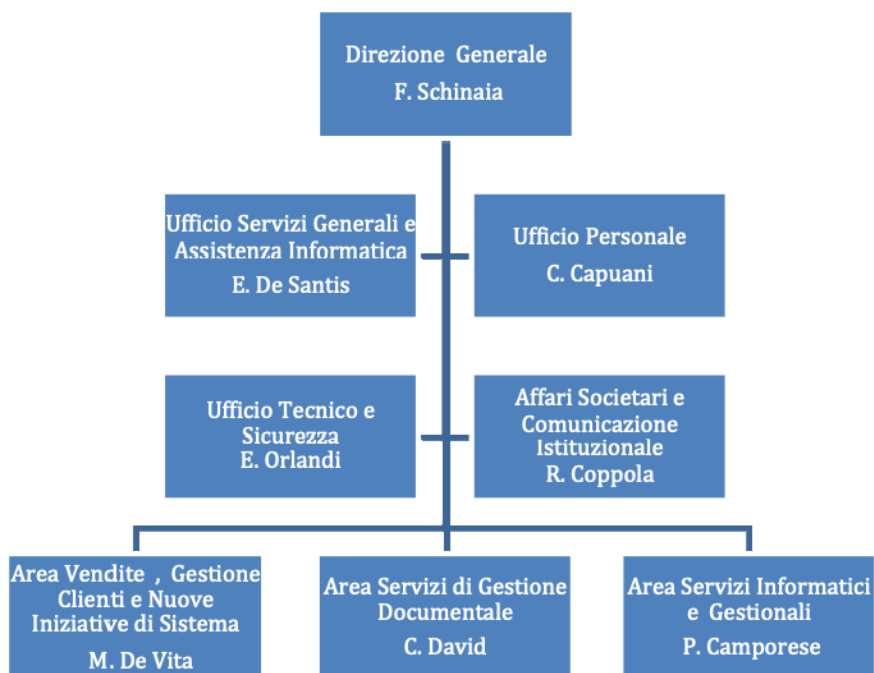 Direzione Generale
F. Schinaia
Ufficio Servizi Generali e
Assistenza Informatica
E. De Santis
Ufficio Personale
C. Capuani
Ufficio Tecnico e
Sicurezza
E. Orlandi
Affari Societari e
Comunicazione
Istituzionale
R. Coppola
Area Vendite , Gestione
Clienti e Nuove
Iniziative di Sistema
M. De Vita
Area Servizi di Gestione
Documentale
C. David
Area Servizi Informatici
e Gestionali
P. Camporese